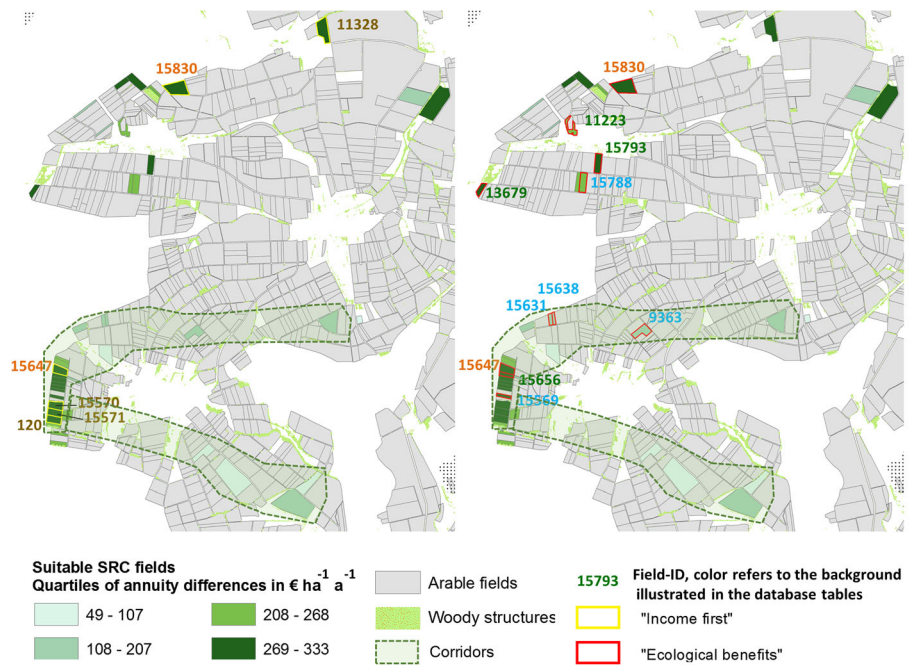 11328
15830
15647
15570
15571
120
15830
11223
15793
15788
13679
15638
15631
9363
15647
15656
15569
Suitable SRC fields
Quartiles of annuity differences in € ha⁻¹ a⁻¹
49 - 107
108 - 207
208 - 268
269 - 333
Arable fields
Woody structures
Corridors
15793 Field-ID, color refers to the background
illustrated in the database tables
"Income first"
"Ecological benefits"